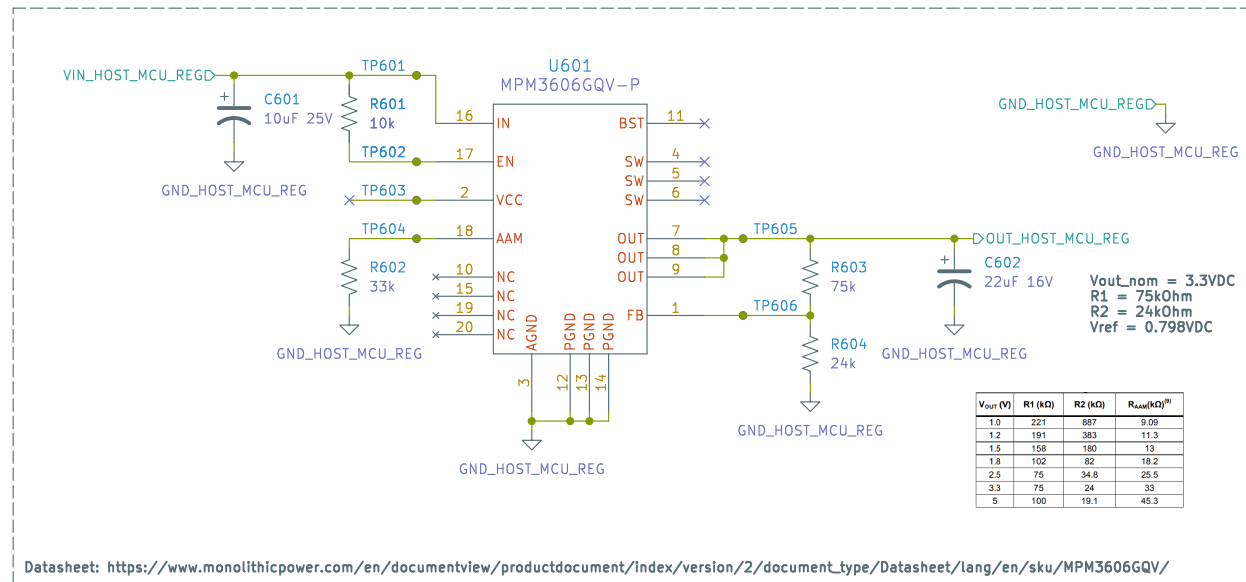 VIN_HOST_MCU_REG
TP601
C601
10uF 25V
R601
10k
TP602
GND_HOST_MCU_REG
TP603
TP604
R602
33k
GND_HOST_MCU_REG
U601
MPM3606GQV-P
16 IN
17 EN
2 VCC
18 AAM
10 NC
15 NC
19 NC
20 NC
BST 11
SW 4
SW 5
SW 6
OUT 7
OUT 8
OUT 9
FB 1
AGND 3
PGND 12
PGND 13
PGND 14
GND_HOST_MCU_REG
TP605
R603
75k
TP606
R604
24k
GND_HOST_MCU_REG
OUT_HOST_MCU_REG
+
C602
22uF 16V
GND_HOST_MCU_REG
+
GND_HOST_MCU_REG
GND_HOST_MCU_REG
Vout_nom = 3.3VDC
R1 = 75kOhm
R2 = 24kOhm
Vref = 0.798VDC
VOUT (V) R1 (kΩ) R2 (kΩ) RAAM(kΩ)(9)
1.0 221 887 9.09
1.2 191 383 11.3
1.5 158 180 13
1.8 102 82 18.2
2.5 75 34.8 25.5
3.3 75 24 33
5 100 19.1 45.3
Datasheet: https://www.monolithicpower.com/en/documentview/productdocument/index/version/2/document_type/Datasheet/lang/en/sku/MPM3606GQV/